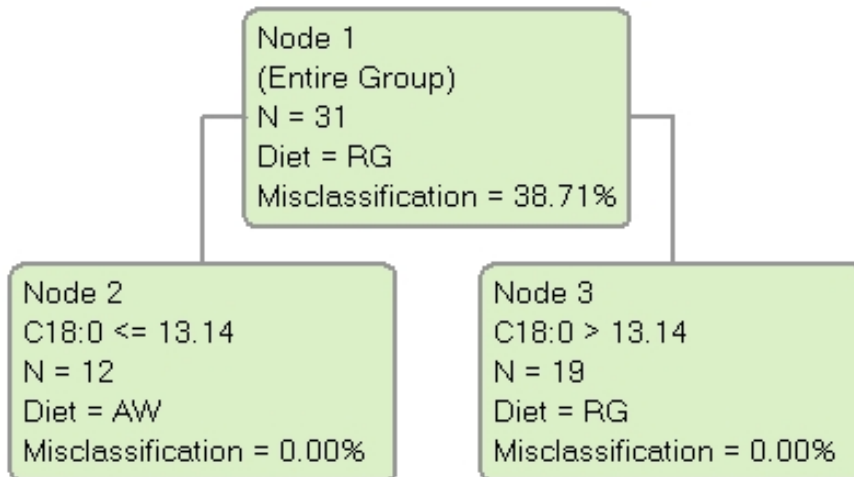 Node 1
(Entire Group)
N = 31
Diet = RG
Misclassification = 38.71%
Node 2
C18:0 <= 13.14
N = 12
Diet = AW
Misclassification = 0.00%
Node 3
C18:0 > 13.14
N = 19
Diet = RG
Misclassification = 0.00%